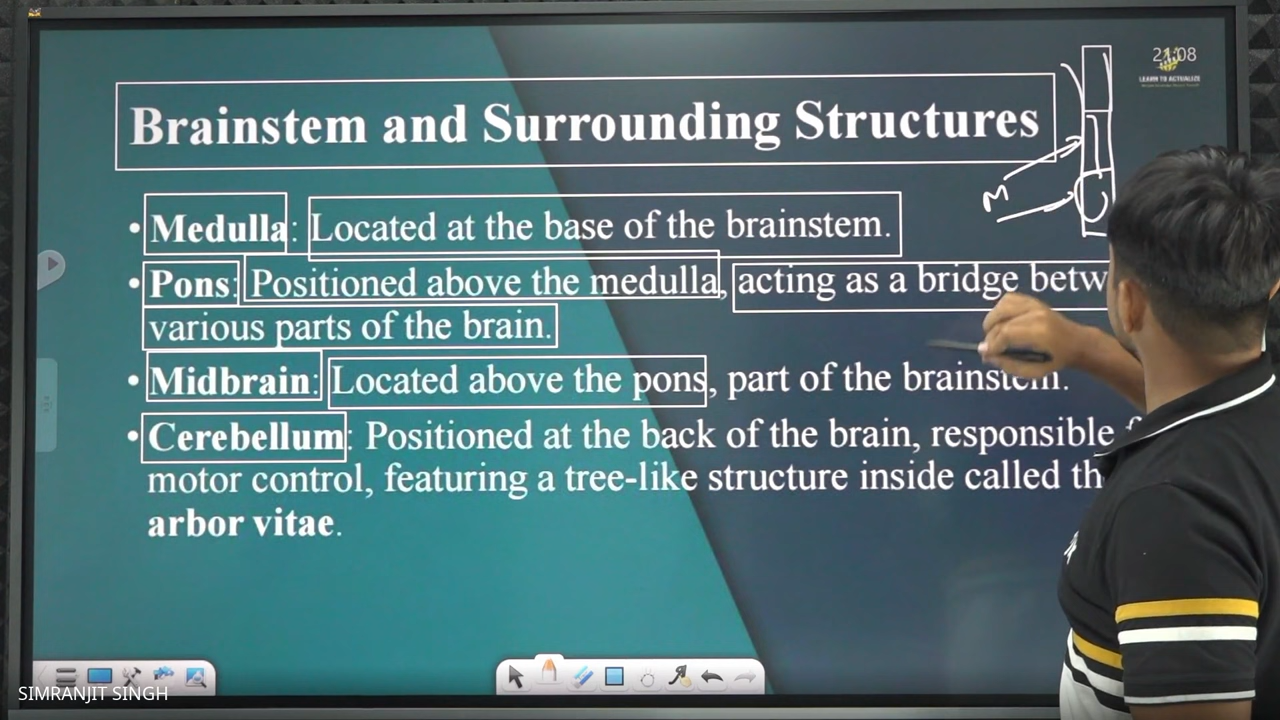 21:08
LEARN TO ACTUALIZE
Brainstem and Surrounding Structures
M
• Medulla: Located at the base of the brainstem.
• Pons: Positioned above the medulla, acting as a bridge betw
various parts of the brain.
• Midbrain: Located above the pons, part of the brainstem.
• Cerebellum: Positioned at the back of the brain, responsible f
motor control, featuring a tree-like structure inside called th
arbor vitae.
SIMRANJIT SINGH